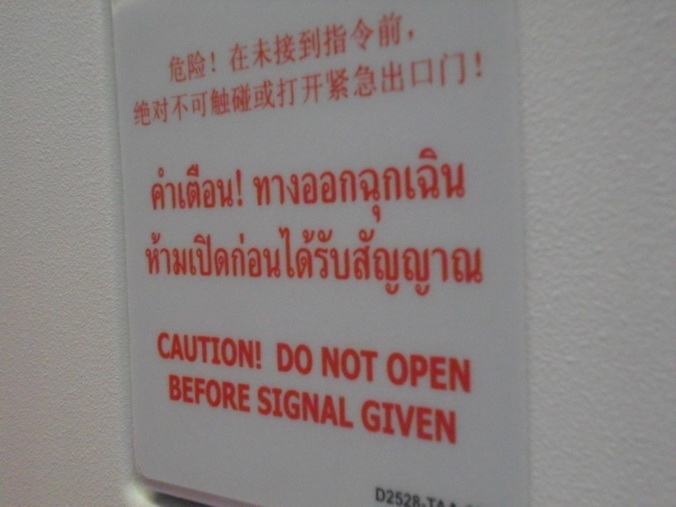 危险！在未接到指令前，
绝对不可触碰或打开紧急出口门！
คำเตือน! ทางออกฉุกเฉิน
ห้ามเปิดก่อนได้รับสัญญาณ
CAUTION! DO NOT OPEN
BEFORE SIGNAL GIVEN
D2528-TAA